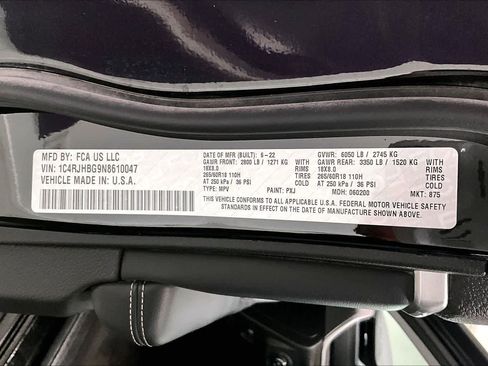 MFD BY: FCA US LLC
VIN: 1C4RJHBG9N8610047
VEHICLE MADE IN: U.S.A.
DATE OF MFR (BUILT): 5-22
GAWR FRONT: 2800 LB / 1271 KG
WITH
18X8.0 RIMS
TIRES
265/60R18 110H
AT 250 kPa / 36 PSI COLD
TYPE: MPV PAINT: PXJ
GVWR: 6050 LB / 2745 KG
GAWR REAR: 3350 LB / 1520 KG
WITH
18X8.0 RIMS
TIRES
265/60R18 110H
AT 250 kPa / 36 PSI COLD
MDH: 060200 MKT: 875
THIS VEHICLE CONFORMS TO ALL APPLICABLE U.S.A. FEDERAL MOTOR VEHICLE SAFETY
STANDARDS IN EFFECT ON THE DATE OF MANUFACTURE SHOWN ABOVE.